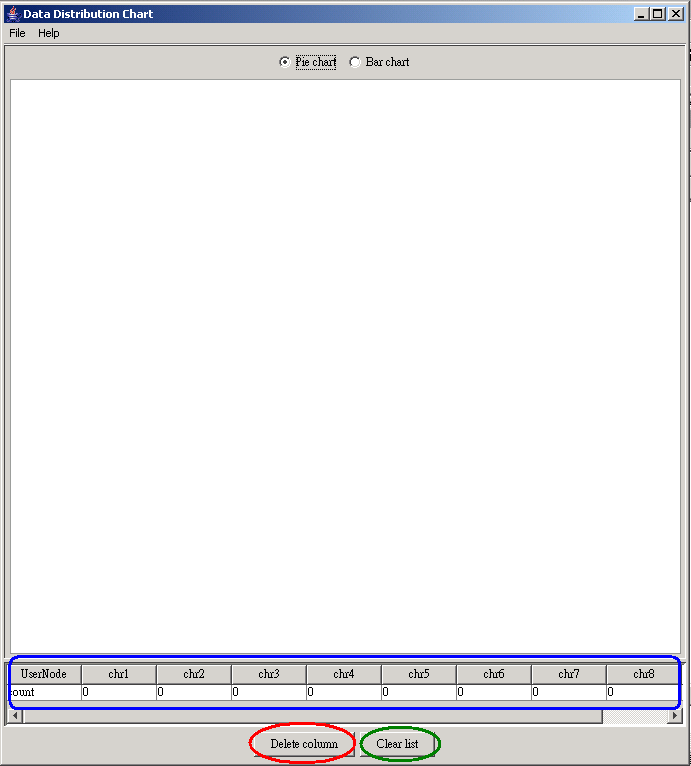 Data Distribution Chart
File Help
Pie chart Bar chart
UserNode chr1 chr2 chr3 chr4 chr5 chr6 chr7 chr8
count 0 0 0 0 0 0 0 0
Delete column Clear list